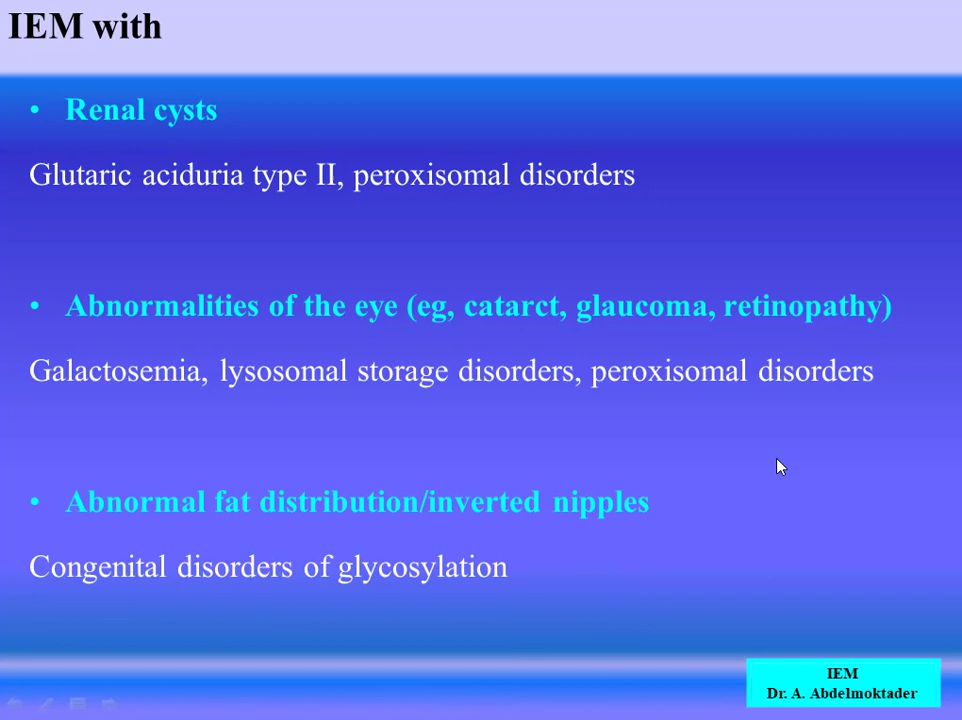 IEM with
• Renal cysts
Glutaric aciduria type II, peroxisomal disorders
• Abnormalities of the eye (eg, catarct, glaucoma, retinopathy)
Galactosemia, lysosomal storage disorders, peroxisomal disorders
• Abnormal fat distribution/inverted nipples
Congenital disorders of glycosylation
IEM
Dr. A. Abdelmoktader